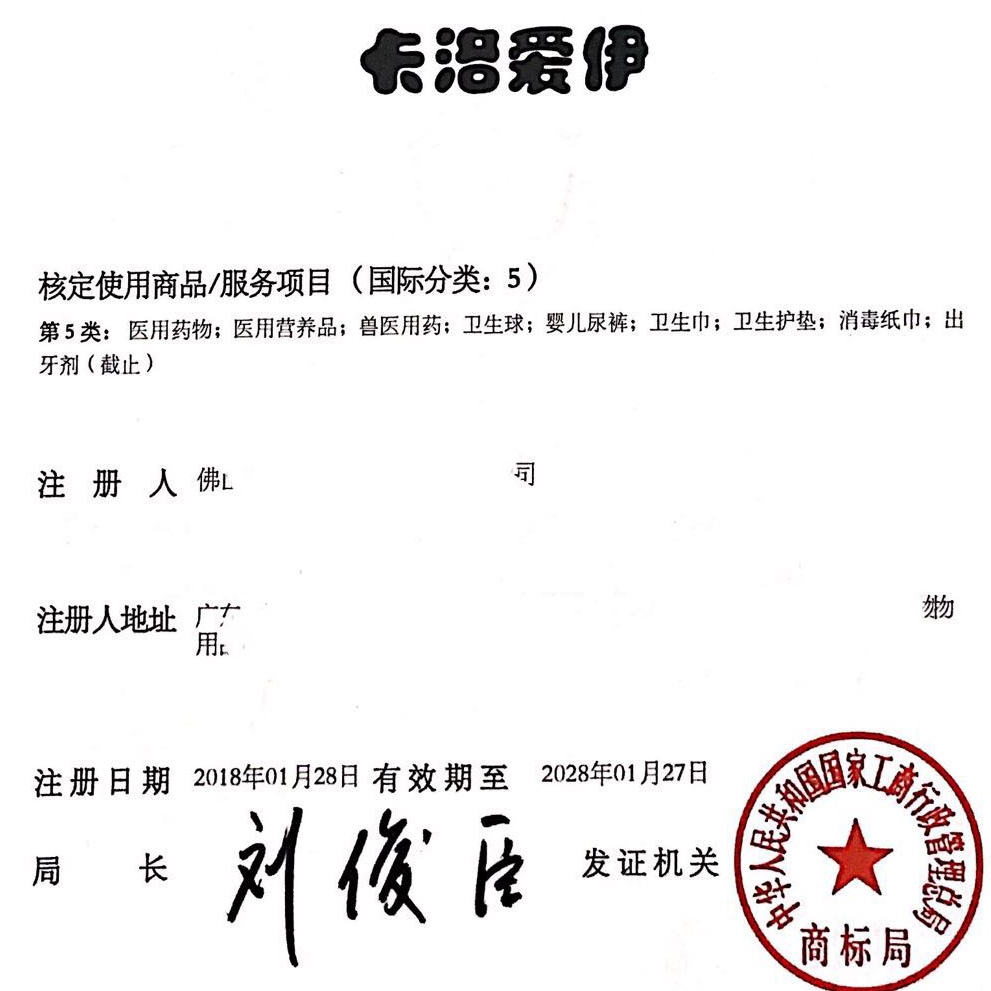 卡洛爱伊
核定使用商品/服务项目（国际分类：5）
第5类：医用药物；医用营养品；兽医用药；卫生球；婴儿尿裤；卫生巾；卫生护垫；消毒纸巾；出
牙剂（截止）
注册人 佛 司
注册人地址 广 物
用
注册日期 2018年01月28日 有效期至 2028年01月27日
局长 刘俊臣 发证机关
中华人民共和国国家工商行政管理总局
商标局